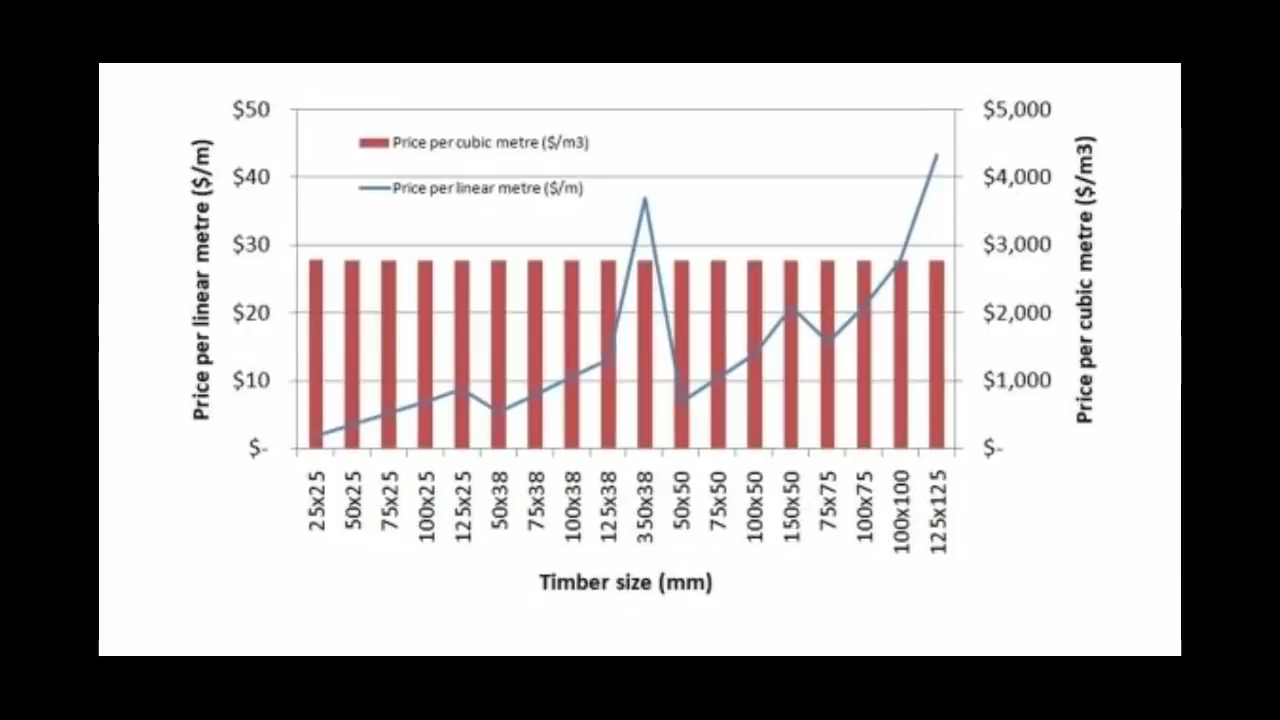 $50
$40
$30
$20
$10
$-
Price per linear metre ($/m)
Price per cubic metre ($/m3)
Price per linear metre ($/m)
$5,000
$4,000
$3,000
$2,000
$1,000
$-
Price per cubic metre ($/m3)
25x25
50x25
75x25
100x25
125x25
50x38
75x38
100x38
125x38
350x38
50x50
75x50
100x50
150x50
75x75
100x75
100x100
125x125
Timber size (mm)